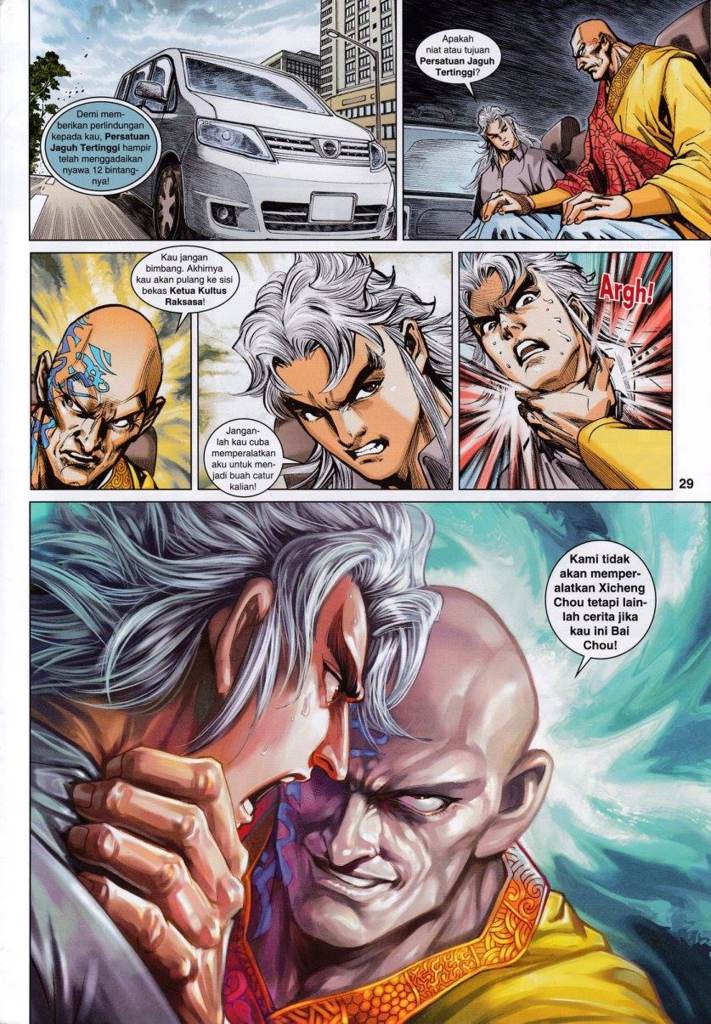 Demi mem-
berikan perlindungan
kepada kau, Persatuan
Jaguh Tertinggi hampir
telah menggadaikan
nyawa 12 bintang-
nya!
Apakah
niat atau tujuan
Persatuan Jaguh
Tertinggi?
Kau jangan
bimbang. Akhirnya
kau akan pulang ke sisi
bekas Ketua Kultus
Raksasa!
Jangan-
lah kau cuba
memperalatkan
aku untuk men-
jadi buah catur
kalian!
Argh!
29
Kami tidak
akan memper-
alatkan Xicheng
Chou tetapi lain-
lah cerita jika
kau ini Bai
Chou!